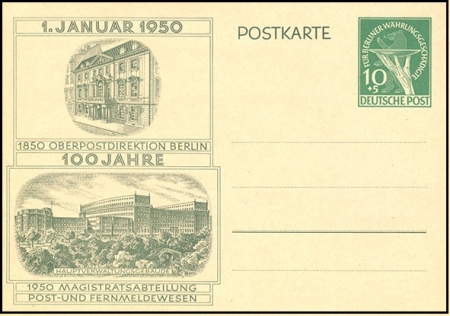 1. JANUAR 1950
1850 OBERPOSTDIREKTION BERLIN
100 JAHRE
HAUPTVERWALTUNGSGEBÄUDE
1950 MAGISTRATSABTEILUNG
POST-UND FERNMELDEWESEN
POSTKARTE
FÜR BERLINER WÄHRUNGSGESCHÄDIGTE
10
+5
DEUTSCHE POST